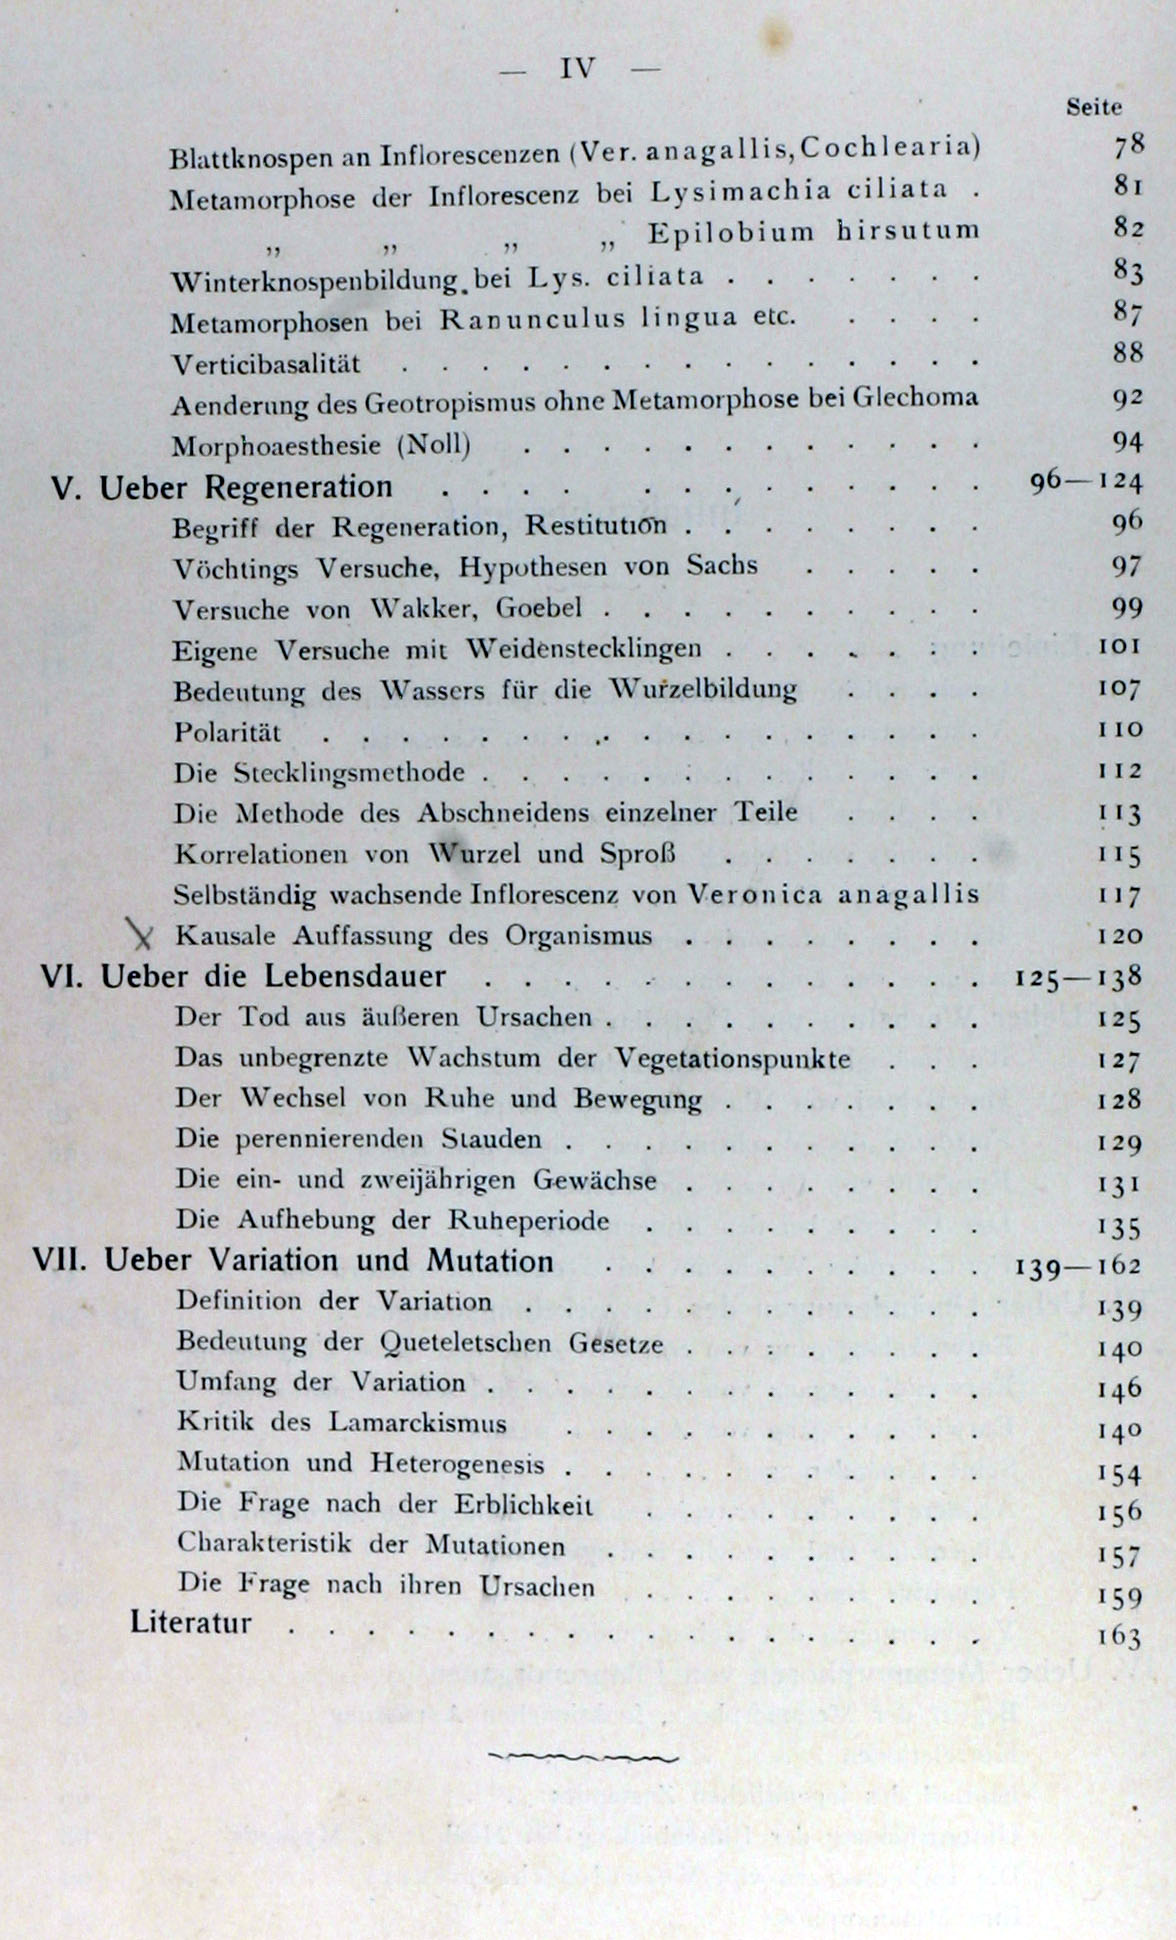 — IV —
Seite
Blattknospen an Inflorescenzen (Ver. anagallis, Cochlearia) 78
Metamorphose der Inflorescenz bei Lysimachia ciliata . 81
„ „ „ „ Epilobium hirsutum 82
Winterknospenbildung bei Lys. ciliata . . . . . . . 83
Metamorphosen bei Ranunculus lingua etc. . . . . 87
Verticibasalität . . . . . . . . . . . . . . . 88
Aenderung des Geotropismus ohne Metamorphose bei Glechoma 92
Morphoaesthesie (Noll) . . . . . . . . . . . . 94
V. Ueber Regeneration . . . . . . . . . . . . . 96—124
Begriff der Regeneration, Restitution . . . . . . . . 96
Vöchtings Versuche, Hypothesen von Sachs . . . . . 97
Versuche von Wakker, Goebel . . . . . . . . . . 99
Eigene Versuche mit Weidenstecklingen . . . . . . . 101
Bedeutung des Wassers für die Wurzelbildung . . . . 107
Polarität . . . . . . . . . . . . . . . . . 110
Die Stecklingsmethode . . . . . . . . . . . . . 112
Die Methode des Abschneidens einzelner Teile . . . . 113
Korrelationen von Wurzel und Sproß . . . . . . . 115
Selbständig wachsende Inflorescenz von Veronica anagallis 117
Kausale Auffassung des Organismus . . . . . . . . 120
VI. Ueber die Lebensdauer . . . . . . . . . . . . . 125—138
Der Tod aus äußeren Ursachen . . . . . . . . . . 125
Das unbegrenzte Wachstum der Vegetationspunkte . . . 127
Der Wechsel von Ruhe und Bewegung . . . . . . . 128
Die perennierenden Stauden . . . . . . . . . . . 129
Die ein- und zweijährigen Gewächse . . . . . . . . 131
Die Aufhebung der Ruheperiode . . . . . . . . . 135
VII. Ueber Variation und Mutation . . . . . . . . . . 139—162
Definition der Variation . . . . . . . . . . . . 139
Bedeutung der Queteletschen Gesetze . . . . . . . . 140
Umfang der Variation . . . . . . . . . . . . . 146
Kritik des Lamarckismus . . . . . . . . . . . 140
Mutation und Heterogenesis . . . . . . . . . . . 154
Die Frage nach der Erblichkeit . . . . . . . . . 156
Charakteristik der Mutationen . . . . . . . . . . 157
Die Frage nach ihren Ursachen . . . . . . . . . 159
Literatur . . . . . . . . . . . . . . . . . . 163